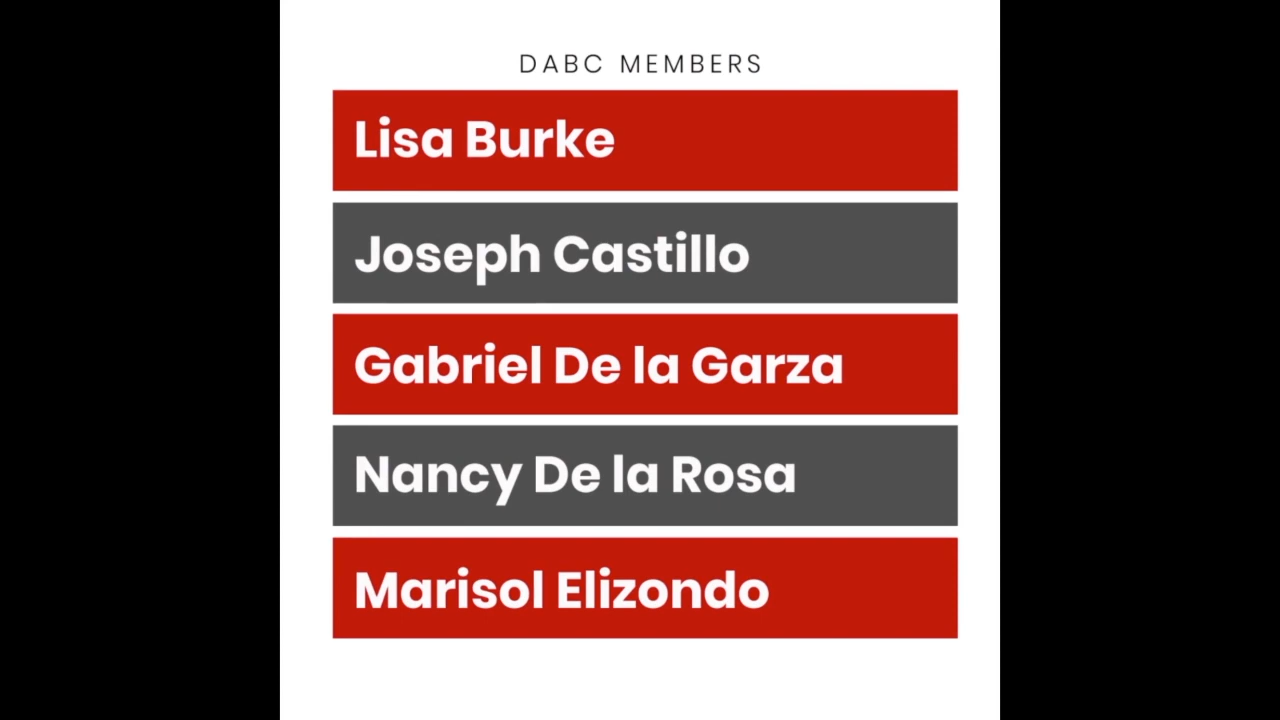 DABC MEMBERS
Lisa Burke
Joseph Castillo
Gabriel De la Garza
Nancy De la Rosa
Marisol Elizondo